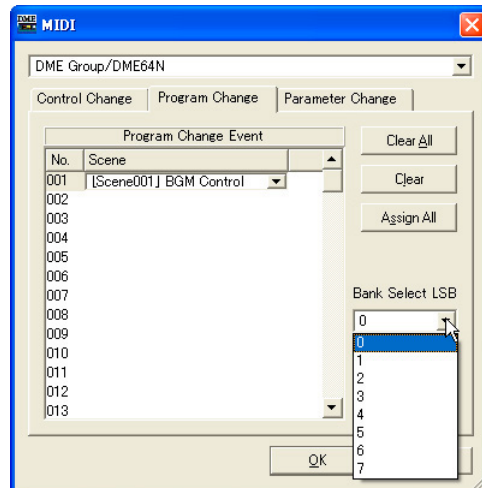 DME MIDI
DME Group/DME64N
Control Change Program Change Parameter Change
Program Change Event
No. Scene
001 [Scene001] BGM Control
002
003
004
005
006
007
008
009
010
011
012
013
Clear All
Clear
Assign All
Bank Select LSB
0
0
1
2
3
4
5
6
7
OK